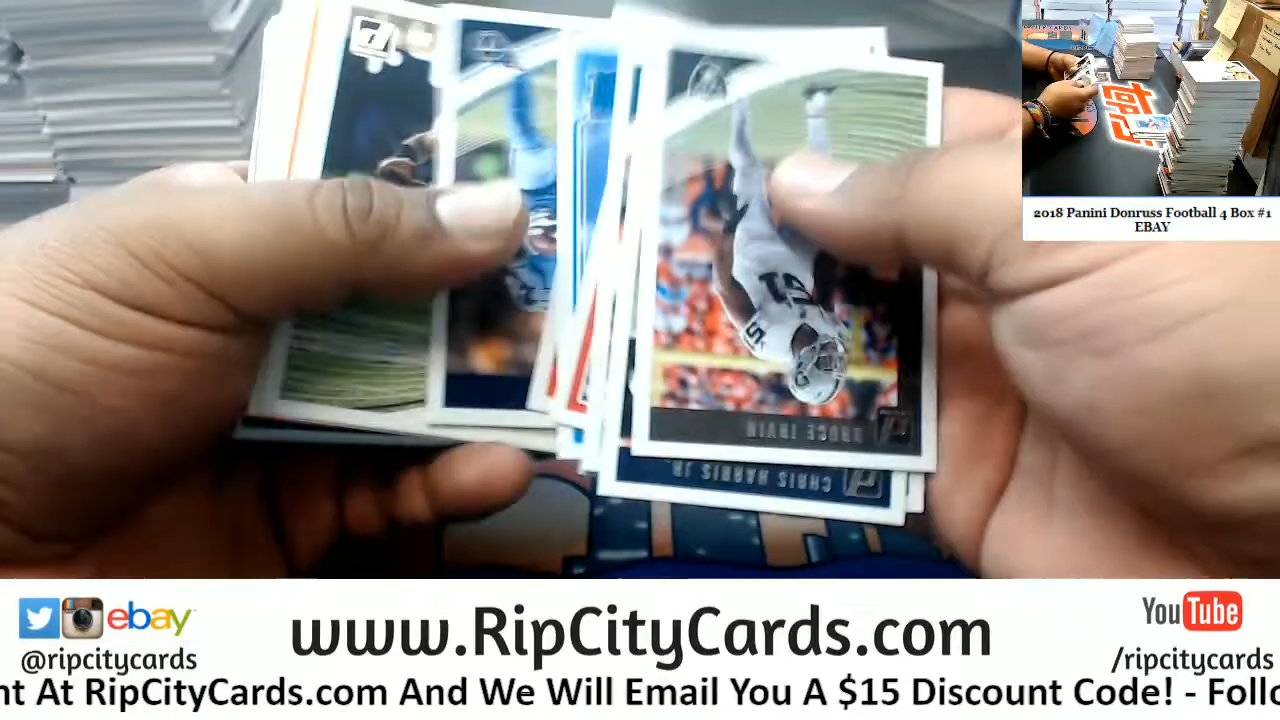 BRUCE IRVIN
CHRIS HARRIS JR.
51
2018 Panini Donruss Football 4 Box #1
EBAY
ebay
@ripcitycards
www.RipCityCards.com
YouTube
/ripcitycards
nt At RipCityCards.com And We Will Email You A $15 Discount Code! - Follo